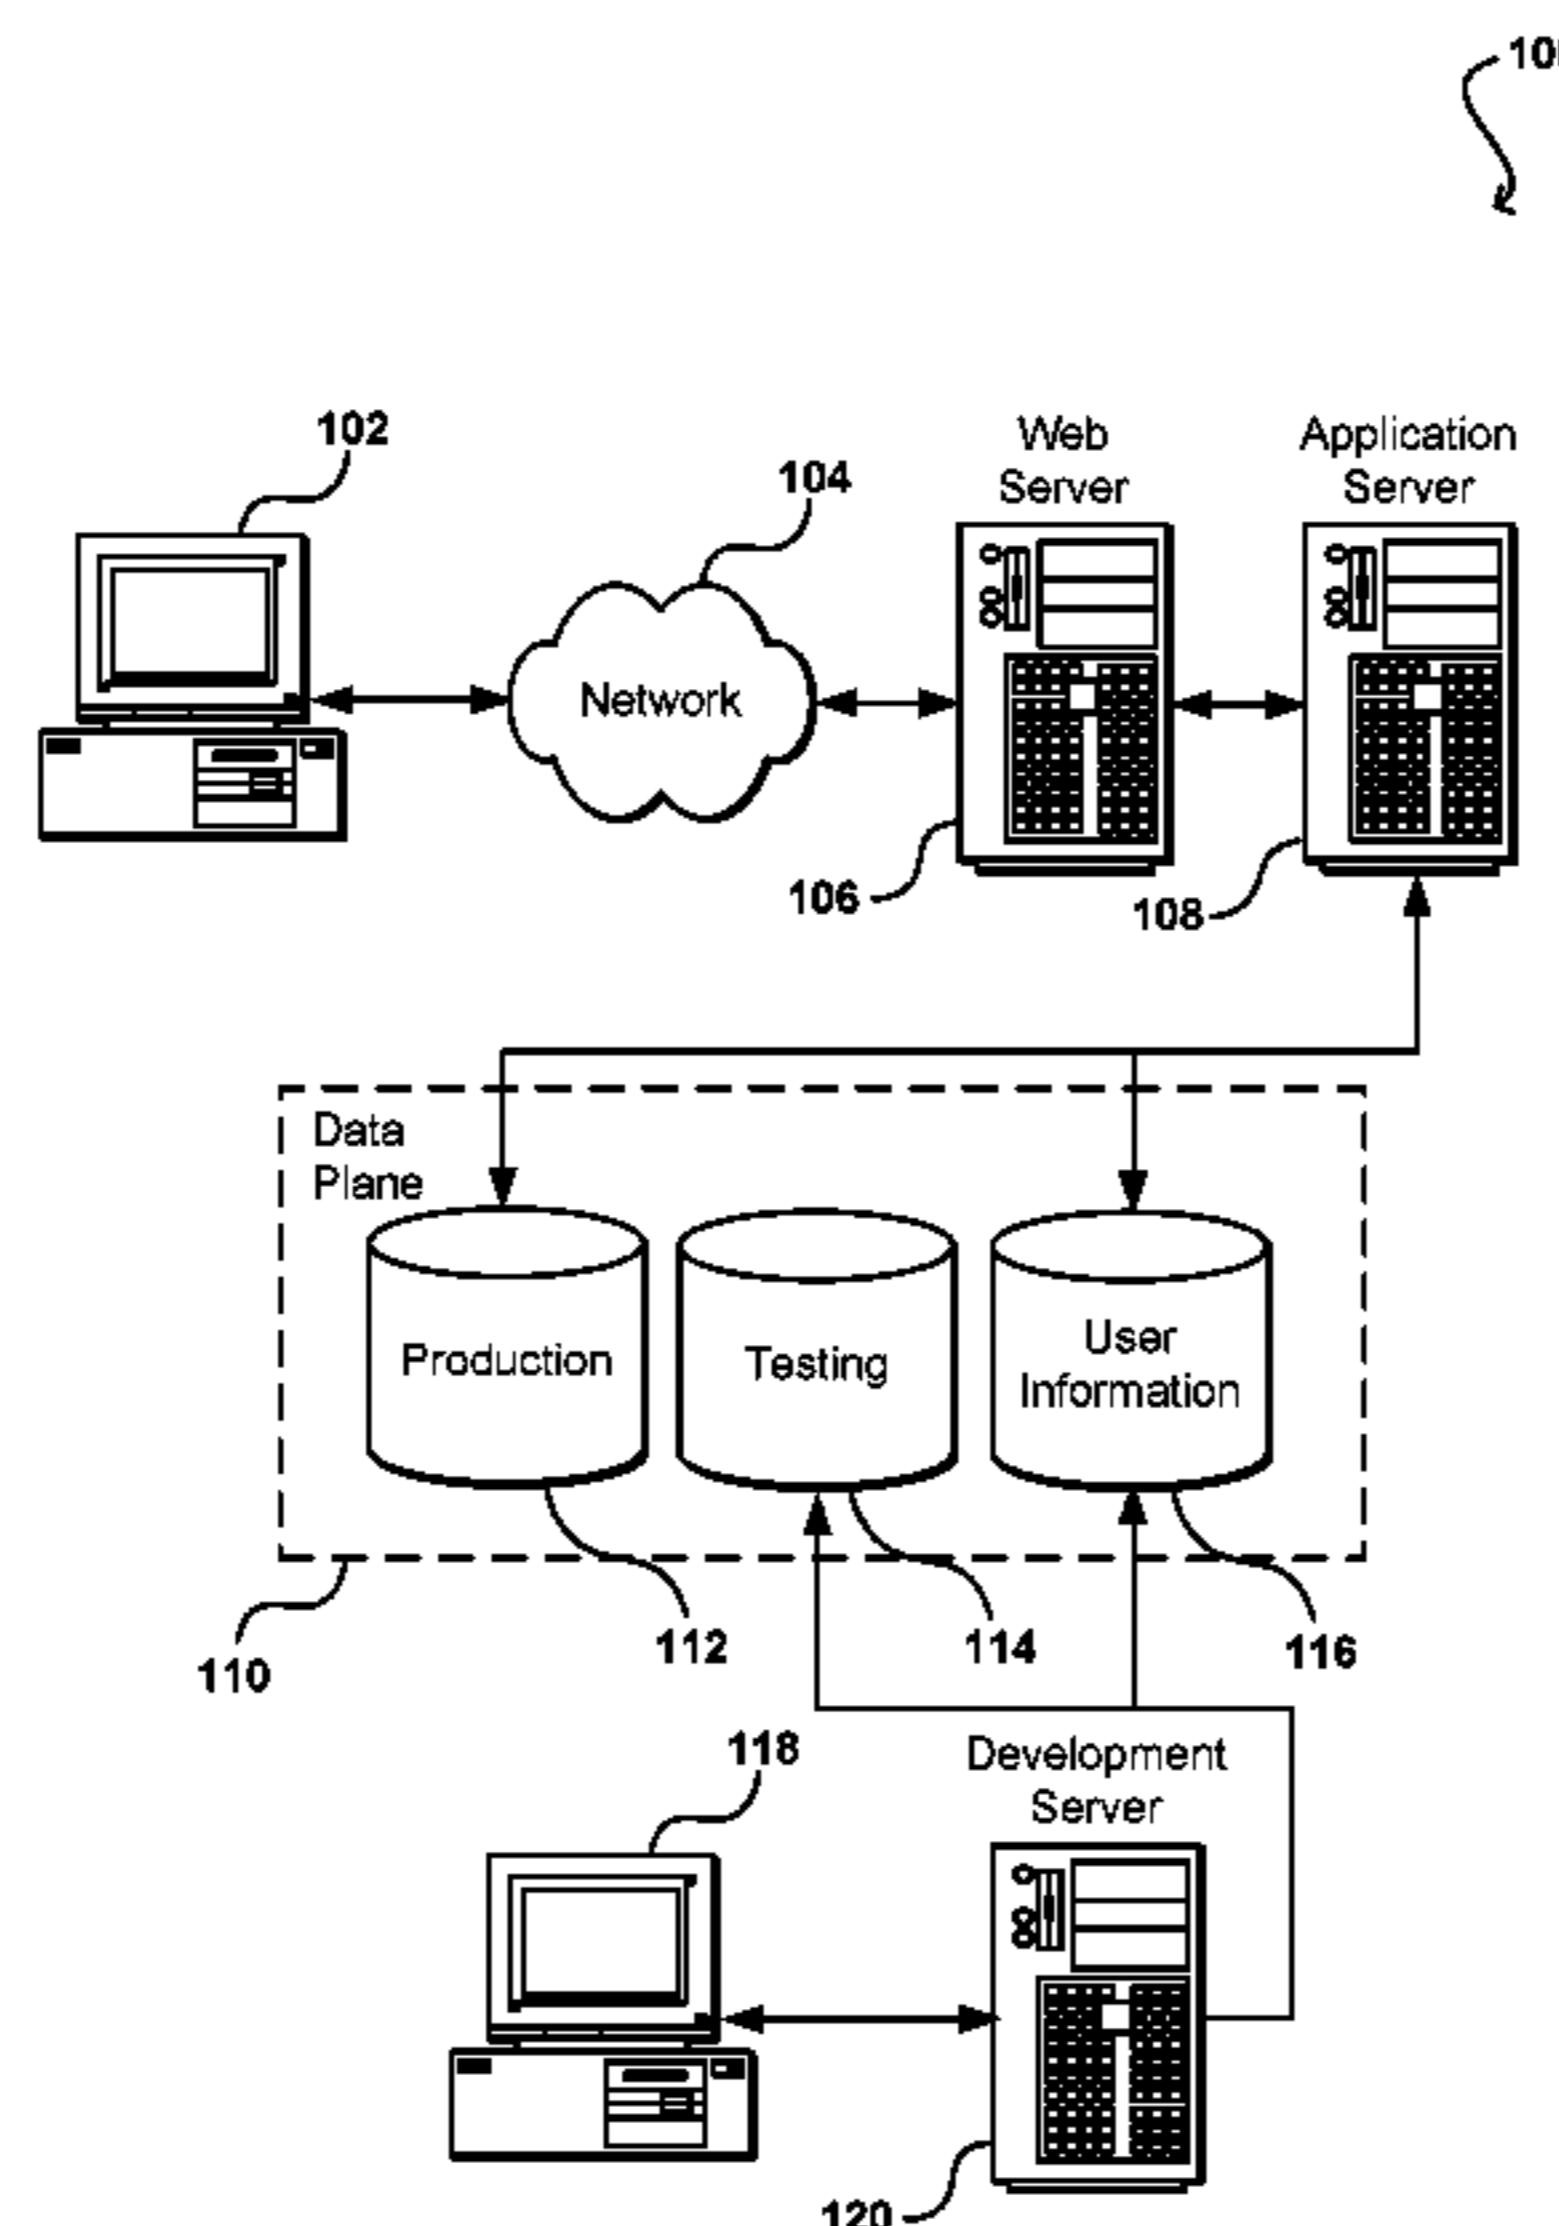 102
104
Web
Server
Application
Server
Network
106
108
Data
Plane
Production
Testing
User
Information
110
112
114
116
118
Development
Server
120